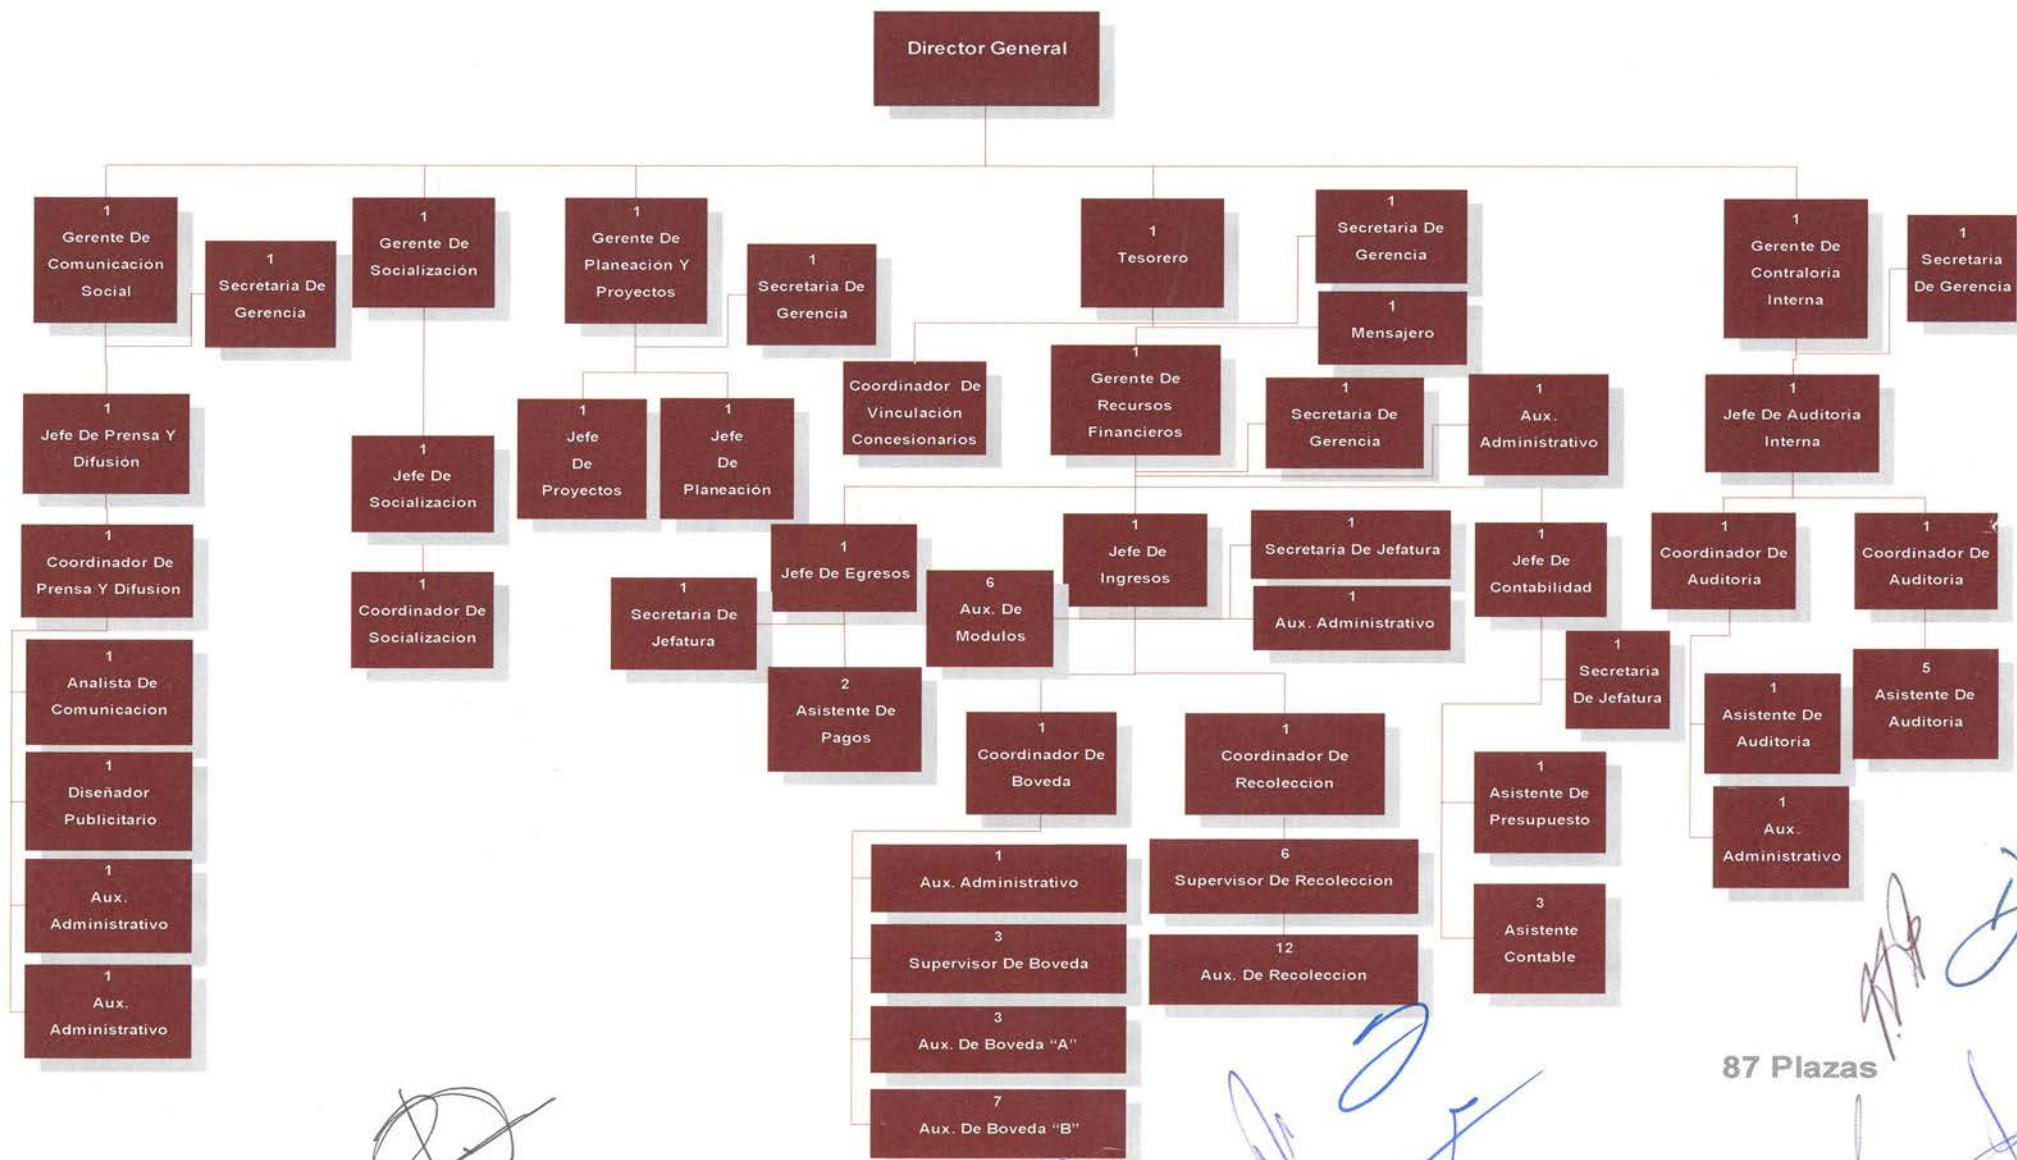 Director General
1
Gerente De
Comunicación
Social
1
Secretaria De
Gerencia
1
Gerente De
Socialización
1
Gerente De
Planeación Y
Proyectos
1
Secretaria De
Gerencia
1
Tesorero
1
Secretaria De
Gerencia
1
Mensajero
1
Gerente De
Contraloria
Interna
1
Secretaria
De Gerencia
1
Jefe De Prensa Y
Difusión
1
Jefe De
Socializacion
1
Jefe
De
Proyectos
1
Jefe
De
Planeación
Coordinador De
Vinculación
Concesionarios
1
Gerente De
Recursos
Financieros
1
Secretaria De
Gerencia
1
Aux.
Administrativo
1
Jefe De Auditoria
Interna
1
Coordinador De
Prensa Y Difusion
1
Coordinador De
Socializacion
1
Secretaria De
Jefatura
1
Jefe De Egresos
6
Aux. De
Modulos
1
Jefe De
Ingresos
1
Secretaria De Jefatura
1
Aux. Administrativo
1
Jefe De
Contabilidad
1
Secretaria
De Jefatura
1
Coordinador De
Auditoria
1
Coordinador De
Auditoria
1
Analista De
Comunicacion
1
Diseñador
Publicitario
1
Aux.
Administrativo
1
Aux.
Administrativo
2
Asistente De
Pagos
1
Coordinador De
Boveda
1
Coordinador De
Recoleccion
1
Asistente De
Presupuesto
3
Asistente
Contable
1
Asistente De
Auditoria
1
Aux.
Administrativo
5
Asistente De
Auditoria
1
Aux. Administrativo
3
Supervisor De Boveda
3
Aux. De Boveda “A”
7
Aux. De Boveda “B”
6
Supervisor De Recoleccion
12
Aux. De Recoleccion
87 Plazas